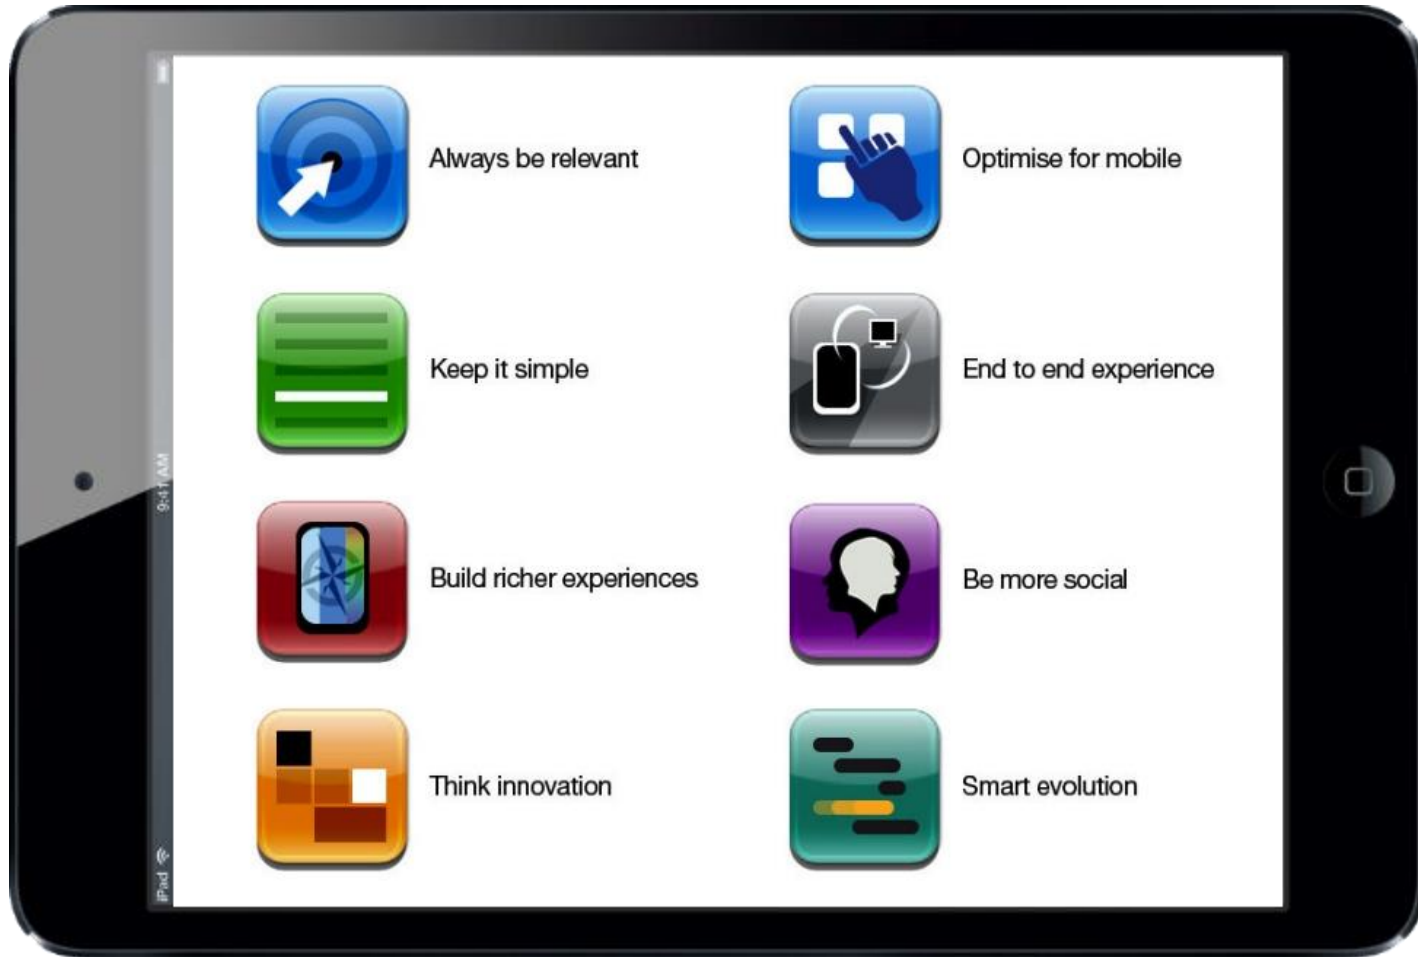 Always be relevant
Optimise for mobile
Keep it simple
End to end experience
Build richer experiences
Be more social
Think innovation
Smart evolution
iPad
9:41 AM